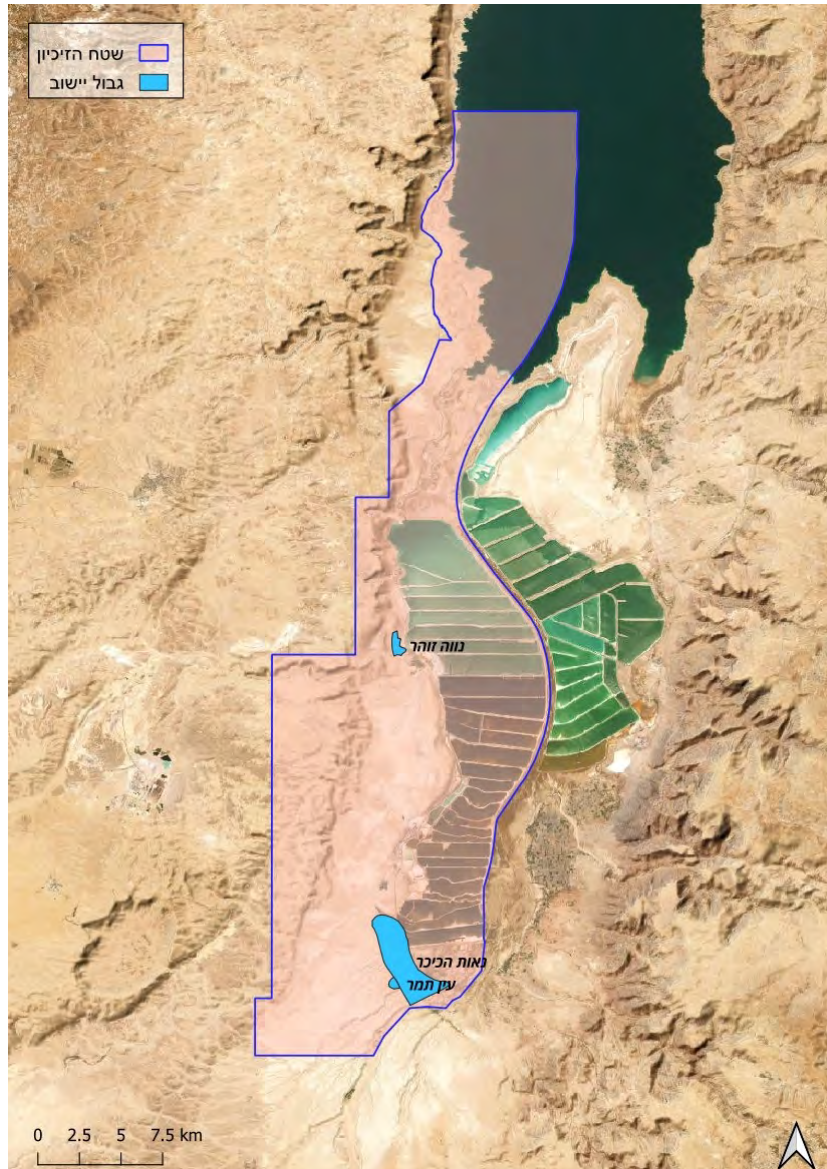 שטח הזיכיון
גבול יישוב
נווה זוהר
נאות הכיכר
עין תמר
0 2.5 5 7.5 km